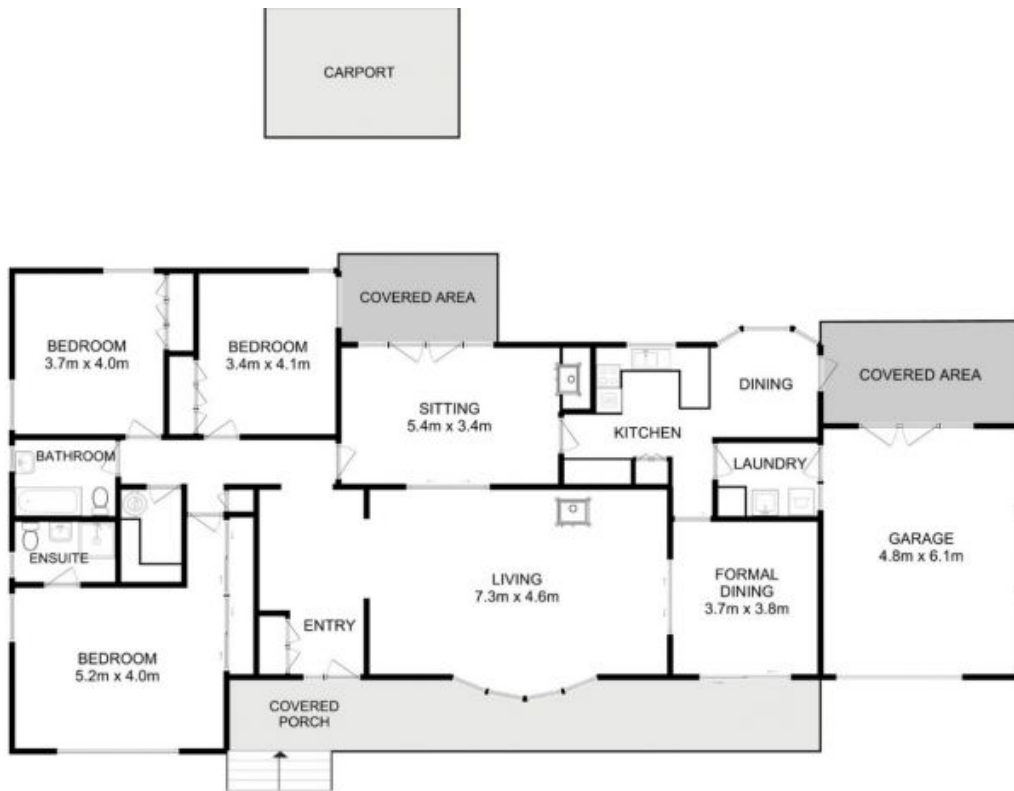 CARPORT
COVERED AREA
BEDROOM
3.7m x 4.0m
BEDROOM
3.4m x 4.1m
SITTING
5.4m x 3.4m
DINING
COVERED AREA
KITCHEN
BATHROOM
LAUNDRY
ENSUITE
GARAGE
4.8m x 6.1m
LIVING
7.3m x 4.6m
FORMAL
DINING
3.7m x 3.8m
ENTRY
BEDROOM
5.2m x 4.0m
COVERED
PORCH